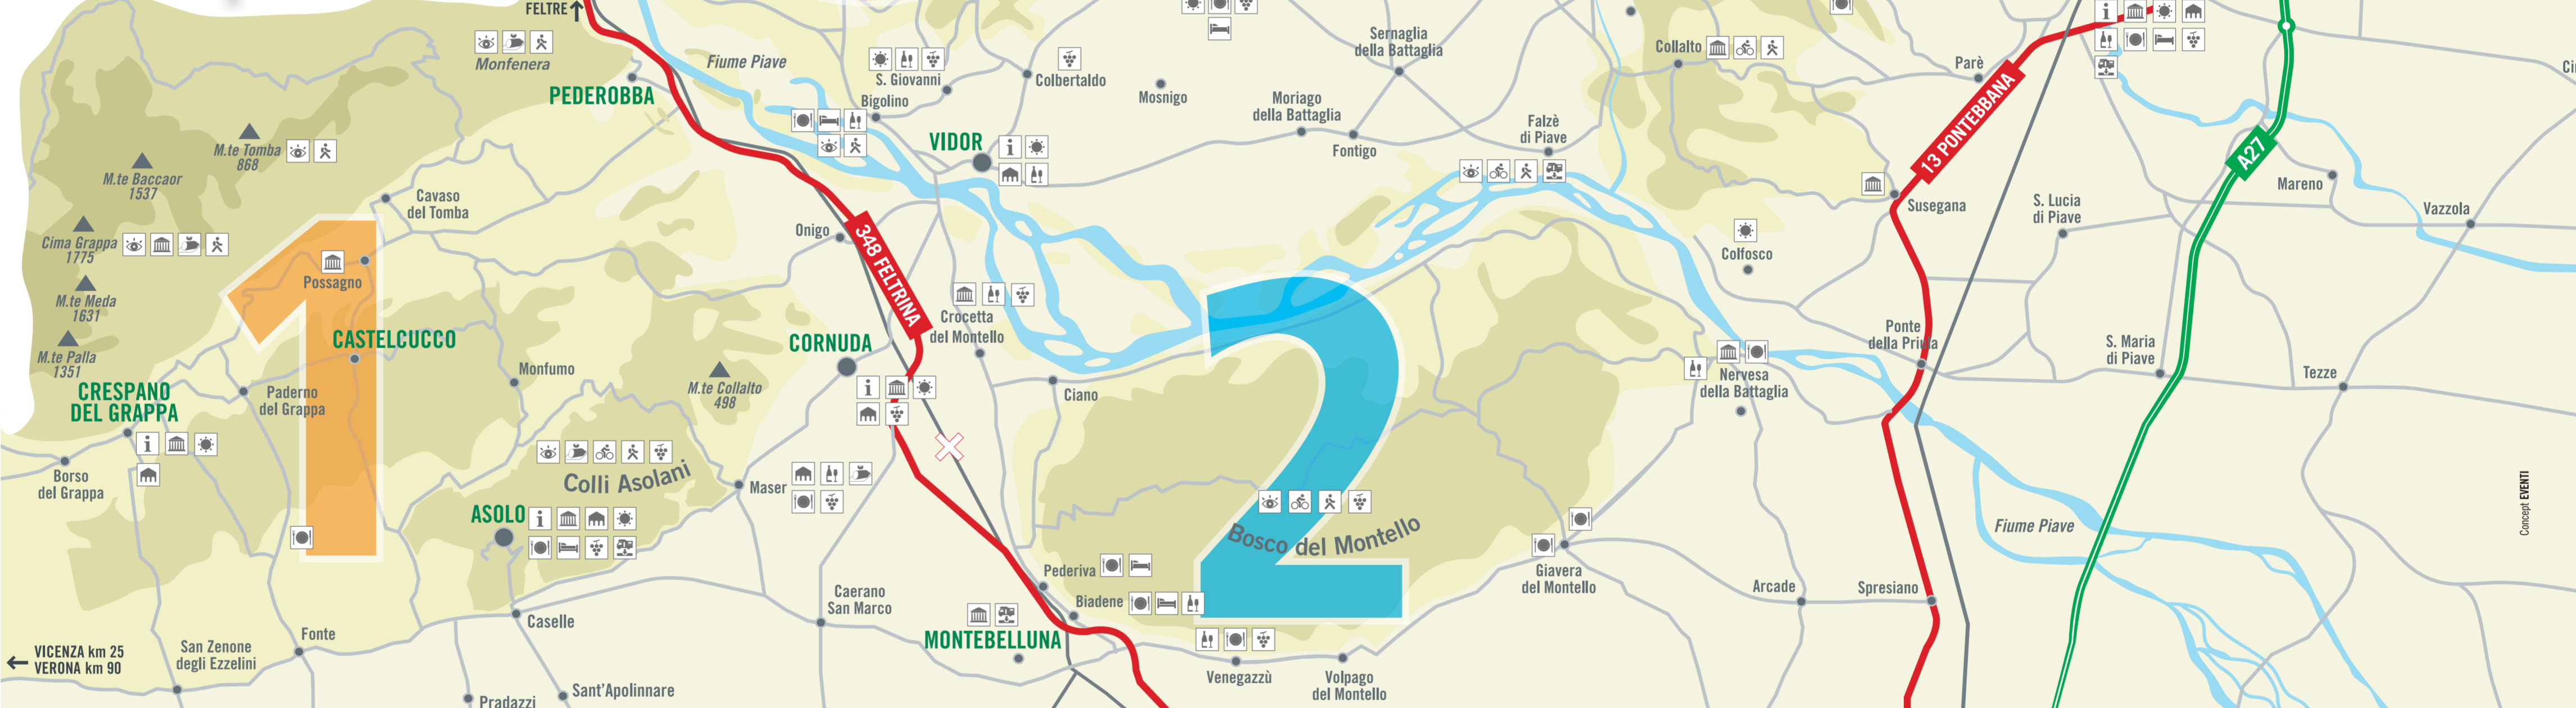 FELTRE
Monfenera
PEDEROBBA
Fiume Piave
S. Giovanni
Bigolino
Colbertaldo
Mosnigo
Sernaglia
della Battaglia
Moriago
della Battaglia
Fontigo
Falzè
di Piave
Collalto
Parè
13 PONTEBBANA
A27
Mareno
Vazzola
M.te Tomba
868
M.te Baccaor
1537
Cima Grappa
1775
M.te Meda
1631
M.te Palla
1351
Cavaso
del Tomba
VIDOR
Onigo
348 FELTRINA
Susegana
S. Lucia
di Piave
Colfosco
1
Possagno
CASTELCUCCO
CRESPANO
DEL GRAPPA
Paderno
del Grappa
Monfumo
M.te Collalto
498
CORNUDA
Crocetta
del Montello
Ciano
2
Nervesa
della Battaglia
Ponte
della Priula
S. Maria
di Piave
Tezze
Borso
del Grappa
Colli Asolani
ASOLO
Maser
Bosco del Montello
Fiume Piave
Concept EVENTI
Pederiva
Biadene
Giavera
del Montello
Arcade
Spresiano
Caerano
San Marco
MONTEBELLUNA
Caselle
Fonte
San Zenone
degli Ezzelini
VICENZA km 25
VERONA km 90
Pradazzi
Sant'Apolinnare
Venegazzù
Volpago
del Montello